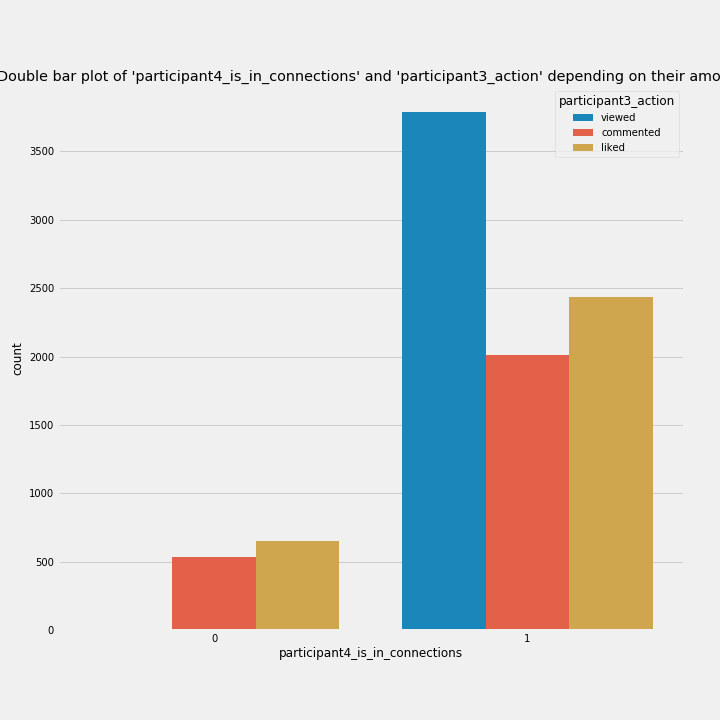 Double bar plot of 'participant4_is_in_connections' and 'participant3_action' depending on their amo
participant3_action
viewed
commented
liked
3500
3000
2500
2000
1500
1000
500
0
count
0 1
participant4_is_in_connections